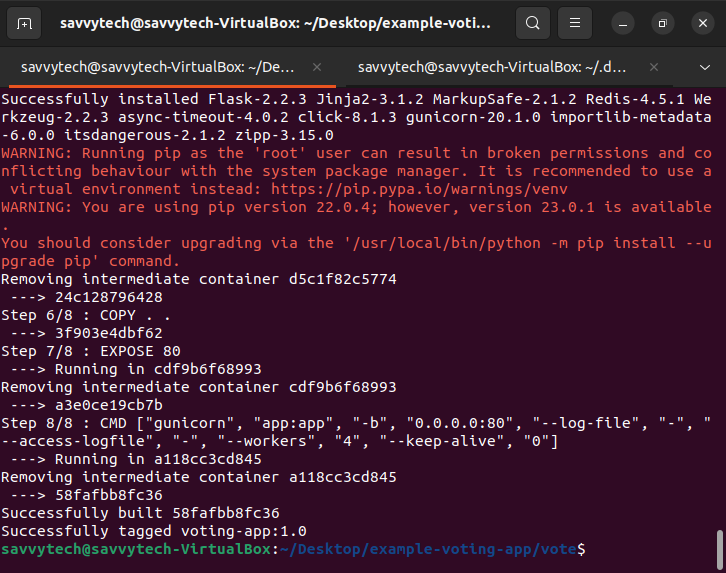 savvytech@savvytech-VirtualBox: ~/Desktop/example-voti...
savvytech@savvytech-VirtualBox: ~/De...
savvytech@savvytech-VirtualBox: ~/.d...
Successfully installed Flask-2.2.3 Jinja2-3.1.2 MarkupSafe-2.1.2 Redis-4.5.1 We
rkzeug-2.2.3 async-timeout-4.0.2 click-8.1.3 gunicorn-20.1.0 importlib-metadata
-6.0.0 itsdangerous-2.1.2 zipp-3.15.0
WARNING: Running pip as the 'root' user can result in broken permissions and co
nflicting behaviour with the system package manager. It is recommended to use a
 virtual environment instead: https://pip.pypa.io/warnings/venv
WARNING: You are using pip version 22.0.4; however, version 23.0.1 is available
.
You should consider upgrading via the '/usr/local/bin/python -m pip install --u
pgrade pip' command.
Removing intermediate container d5c1f82c5774
 ---> 24c128796428
Step 6/8 : COPY . .
 ---> 3f903e4dbf62
Step 7/8 : EXPOSE 80
 ---> Running in cdf9b6f68993
Removing intermediate container cdf9b6f68993
 ---> a3e0ce19cb7b
Step 8/8 : CMD ["gunicorn", "app:app", "-b", "0.0.0.0:80", "--log-file", "-", "
--access-logfile", "-", "--workers", "4", "--keep-alive", "0"]
 ---> Running in a118cc3cd845
Removing intermediate container a118cc3cd845
 ---> 58fafbb8fc36
Successfully built 58fafbb8fc36
Successfully tagged voting-app:1.0
savvytech@savvytech-VirtualBox:~/Desktop/example-voting-app/vote$